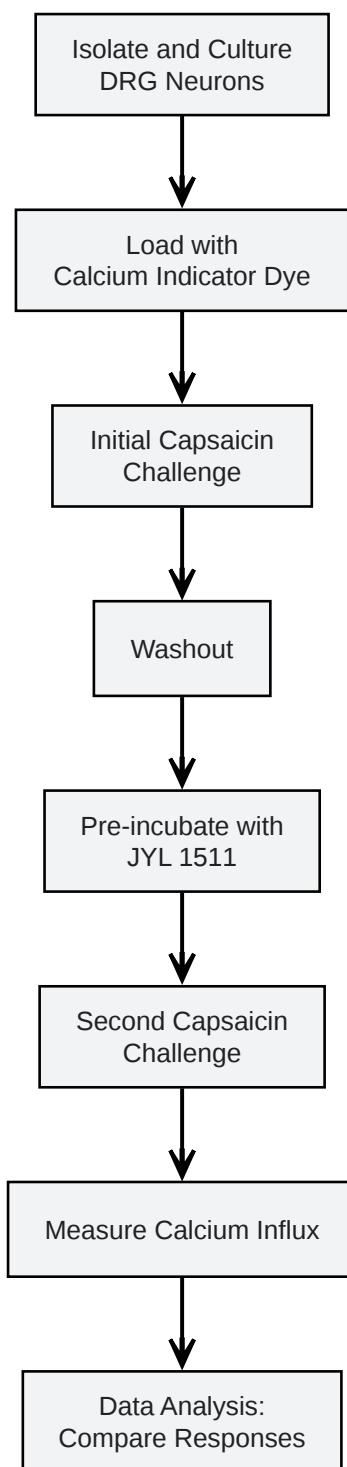 Isolate and Culture
DRG Neurons
Load with
Calcium Indicator Dye
Initial Capsaicin
Challenge
Washout
Pre-incubate with
JYL 1511
Second Capsaicin
Challenge
Measure Calcium Influx
Data Analysis:
Compare Responses